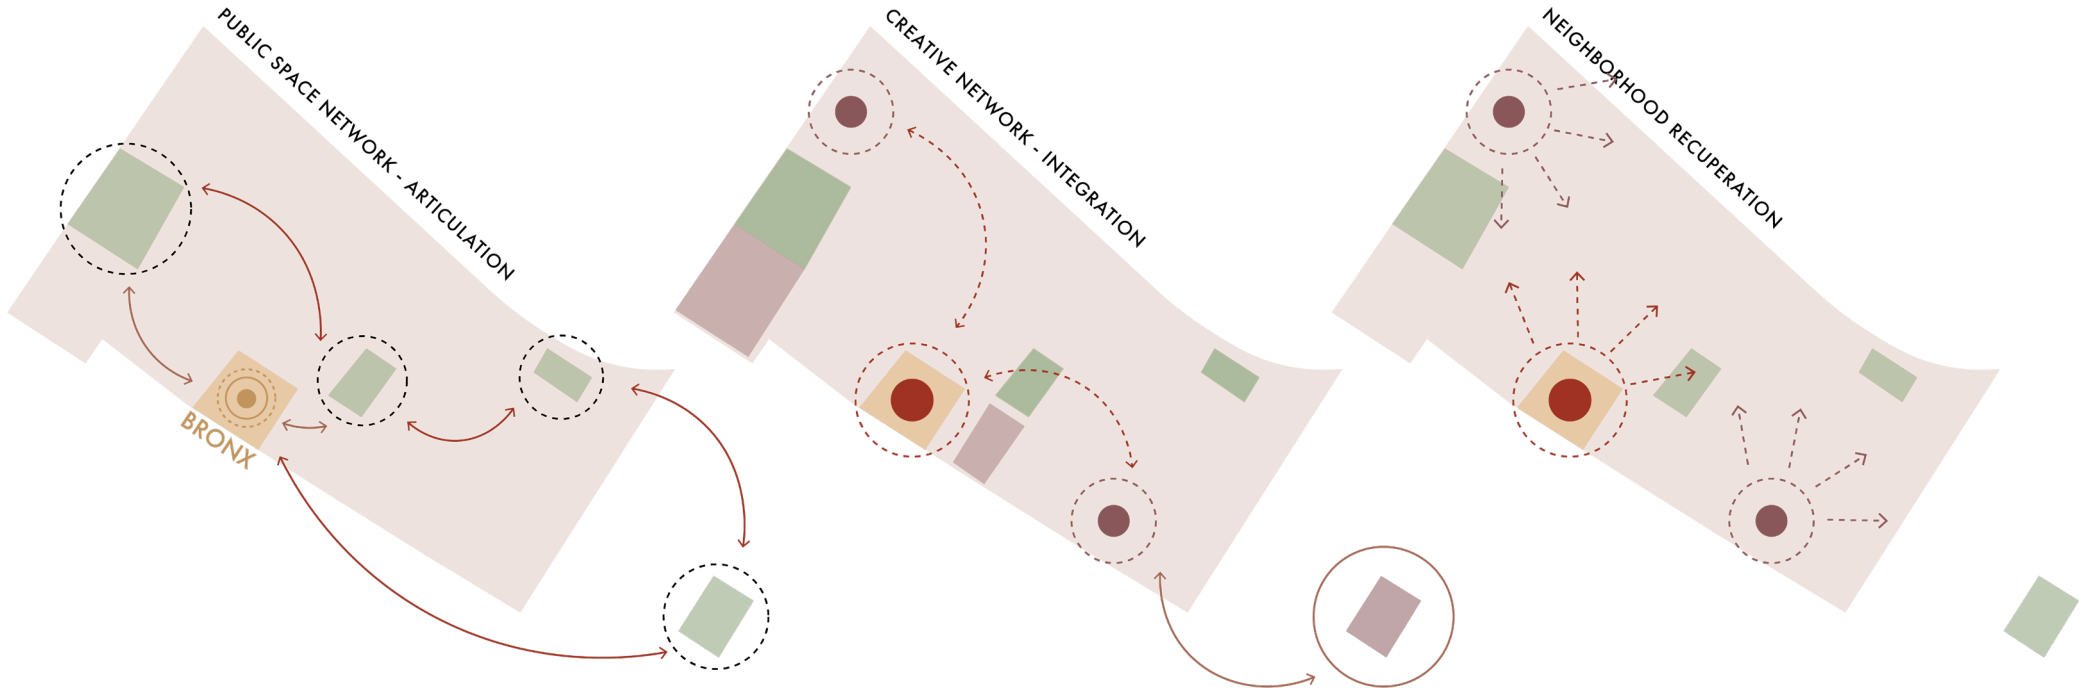 PUBLIC SPACE NETWORK - ARTICULATION
BRONX
CREATIVE NETWORK - INTEGRATION
NEIGHBORHOOD RECUPERATION